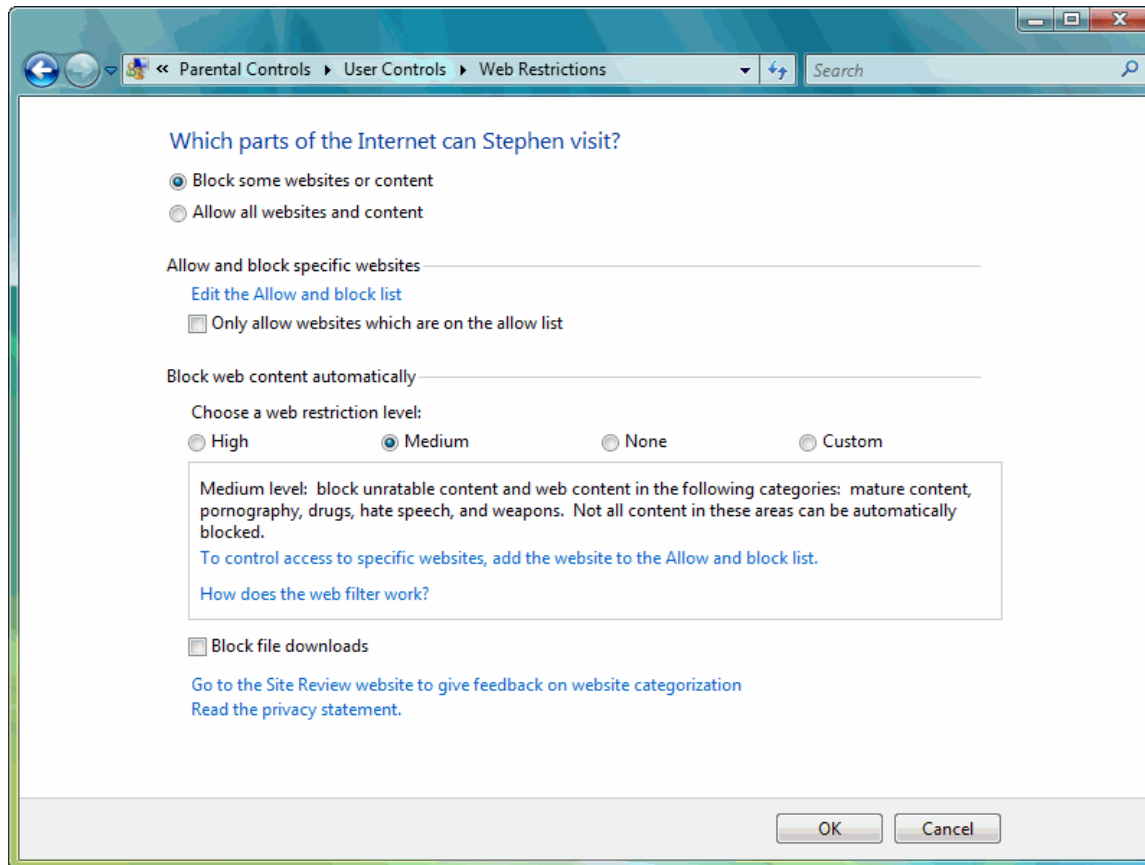 « Parental Controls ▸ User Controls ▸ Web Restrictions
Search
Which parts of the Internet can Stephen visit?
Block some websites or content
Allow all websites and content
Allow and block specific websites
Edit the Allow and block list
Only allow websites which are on the allow list
Block web content automatically
Choose a web restriction level:
High Medium None Custom
Medium level:  block unratable content and web content in the following categories:  mature content,
pornography, drugs, hate speech, and weapons.  Not all content in these areas can be automatically
blocked.
To control access to specific websites, add the website to the Allow and block list.
How does the web filter work?
Block file downloads
Go to the Site Review website to give feedback on website categorization
Read the privacy statement.
OK Cancel